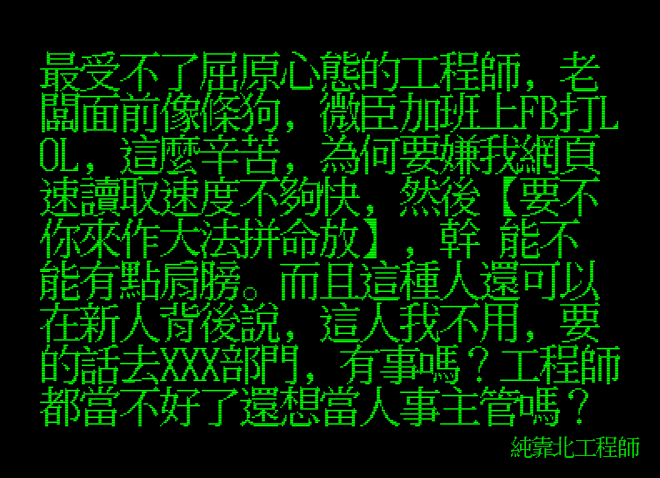 最受不了屈原心態的工程師，老
闆面前像條狗，微臣加班上FB打L
OL，這麼辛苦，為何要嫌我網頁
速讀取速度不夠快，然後【要不
你來作大法拼命放】，幹 能不
能有點肩膀。而且這種人還可以
在新人背後說，這人我不用，要
的話去XXX部門，有事嗎？工程師
都當不好了還想當人事主管嗎？
純靠北工程師